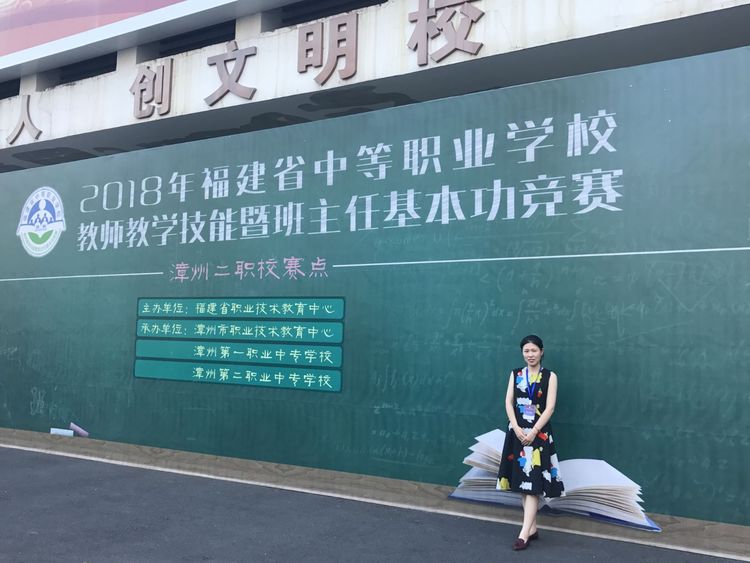 人 创文明校
2018年福建省中等职业学校
教师教学技能暨班主任基本功竞赛
漳州二职校赛点
主办单位：福建省职业技术教育中心
承办单位：漳州市职业技术教育中心
漳州第一职业中专学校
漳州第二职业中专学校